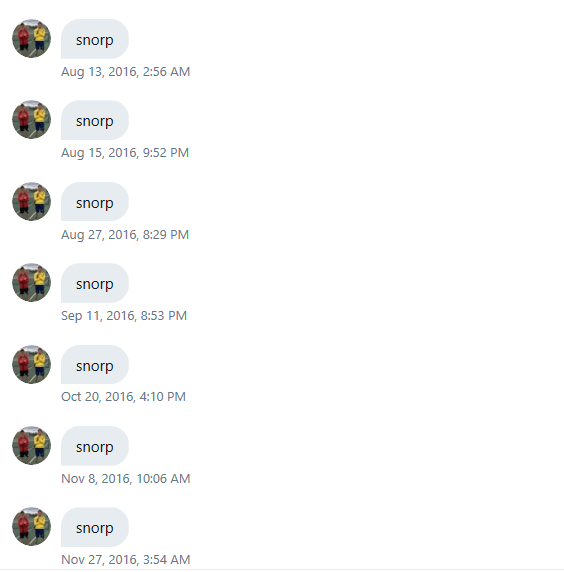 snorp
Aug 13, 2016, 2:56 AM
snorp
Aug 15, 2016, 9:52 PM
snorp
Aug 27, 2016, 8:29 PM
snorp
Sep 11, 2016, 8:53 PM
snorp
Oct 20, 2016, 4:10 PM
snorp
Nov 8, 2016, 10:06 AM
snorp
Nov 27, 2016, 3:54 AM